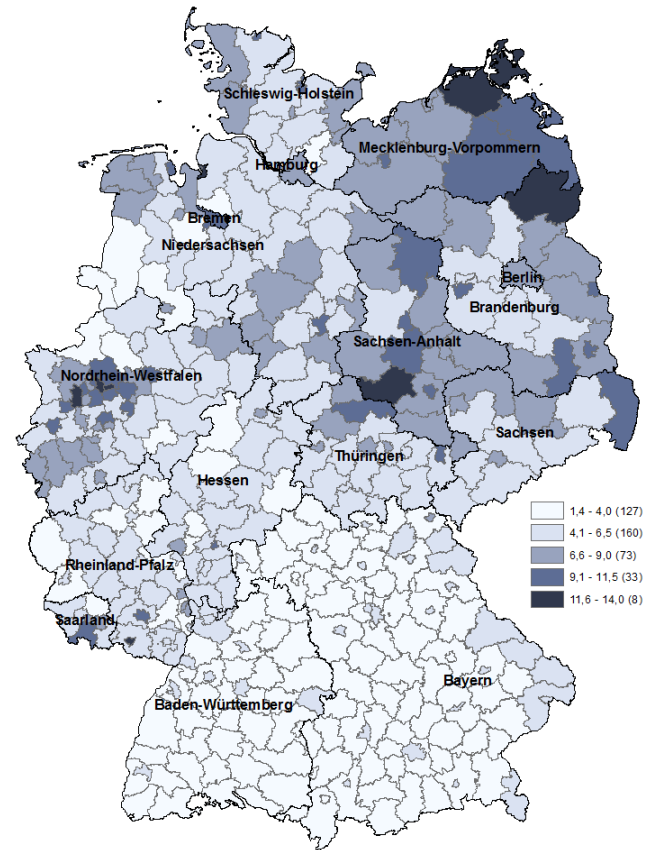 Schleswig-Holstein
Mecklenburg-Vorpommern
Hamburg
Bremen
Niedersachsen
Berlin
Brandenburg
Sachsen-Anhalt
Nordrhein-Westfalen
Sachsen
Thüringen
Hessen
Rheinland-Pfalz
Saarland
Bayern
Baden-Württemberg
1,4 - 4,0 (127)
4,1 - 6,5 (160)
6,6 - 9,0 (73)
9,1 - 11,5 (33)
11,6 - 14,0 (8)